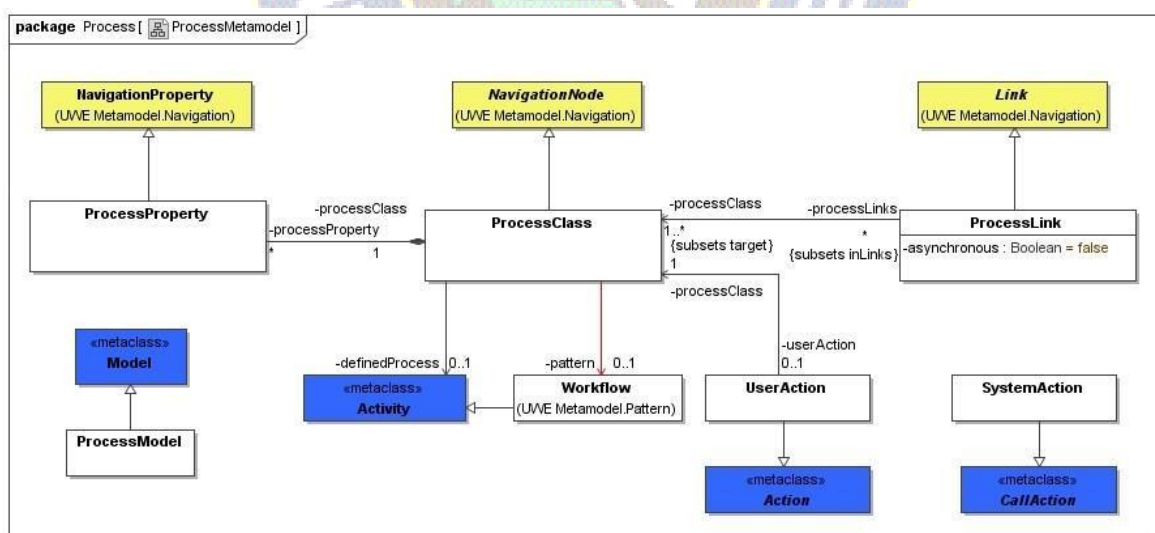 package Process [ ProcessMetamodel ]
NavigationProperty
(UWE Metamodel.Navigation)
NavigationNode
(UWE Metamodel.Navigation)
Link
(UWE Metamodel.Navigation)
ProcessProperty
-processClass
-processProperty
*
1
ProcessClass
-processClass
-processLinks
1..*
*
{subsets target}
{subsets inLinks}
ProcessLink
-asynchronous : Boolean = false
1
-processClass
«metaclass»
Model
-definedProcess
0..1
-pattern
0..1
-userAction
0..1
«metaclass»
Activity
Workflow
(UWE Metamodel.Pattern)
UserAction
SystemAction
ProcessModel
«metaclass»
Action
«metaclass»
CallAction